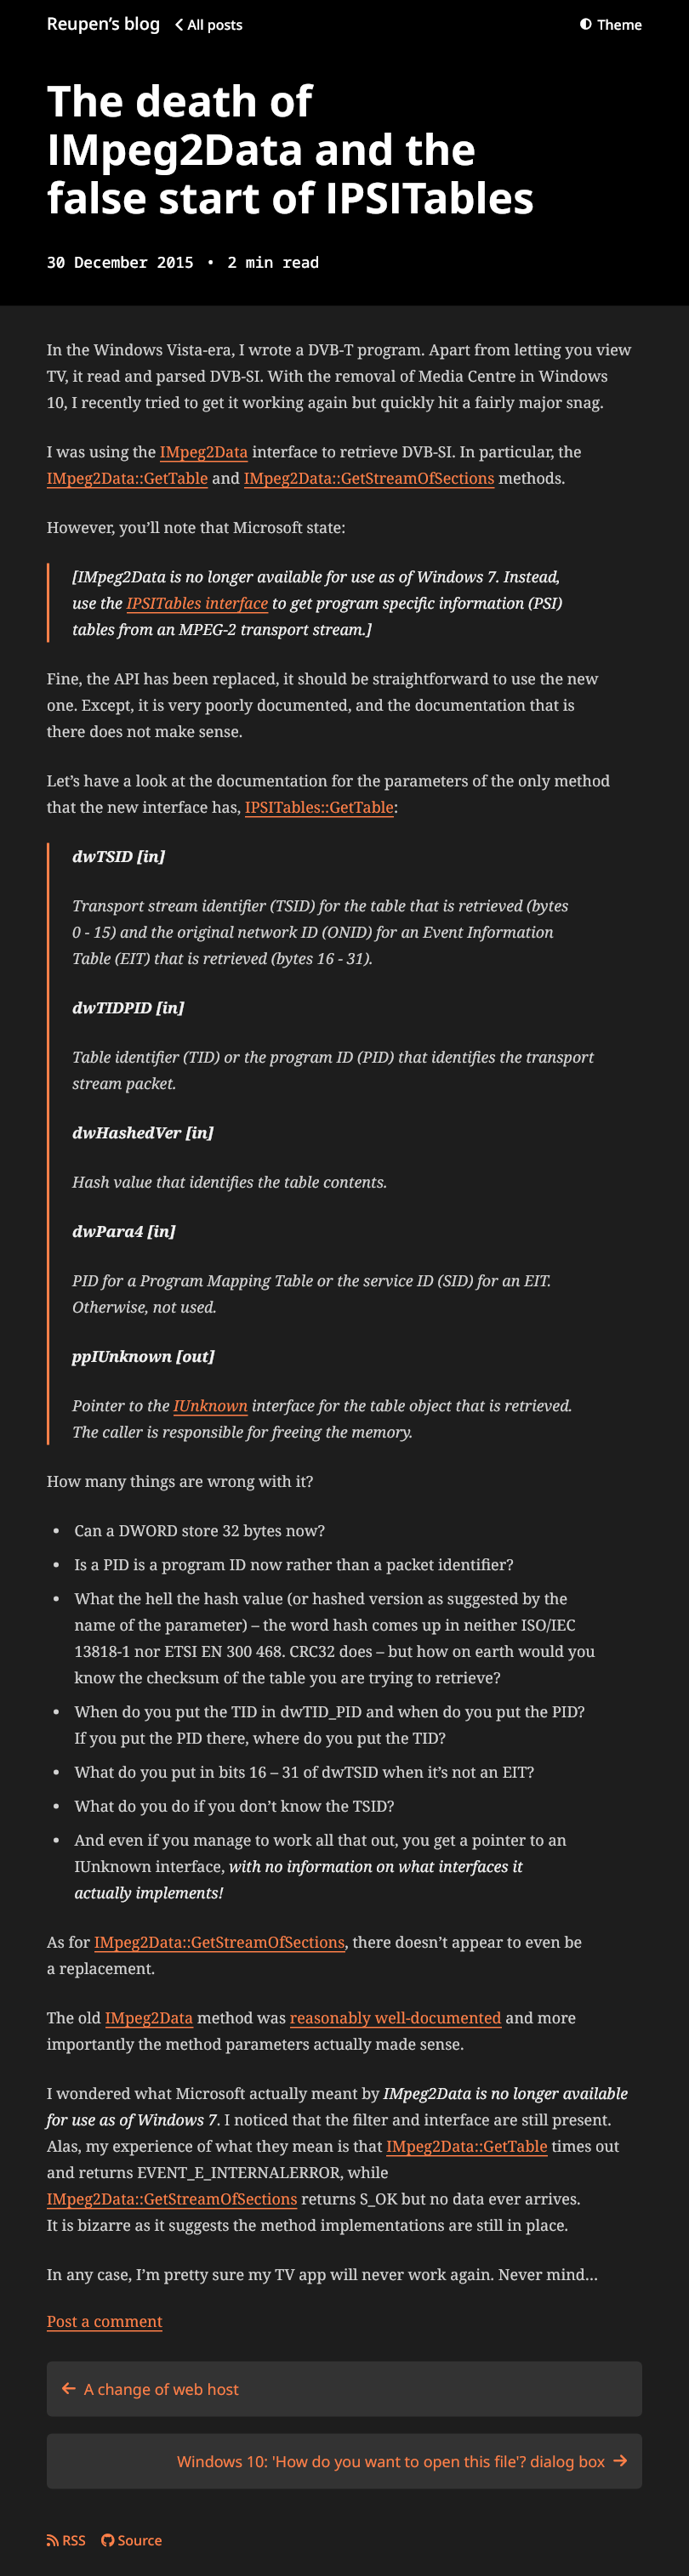 Reupen’s blog All posts Theme
The death of
IMpeg2Data and the
false start of IPSITables
30 December 2015 • 2 min read
In the Windows Vista-era, I wrote a DVB-T program. Apart from letting you view
TV, it read and parsed DVB-SI. With the removal of Media Centre in Windows
10, I recently tried to get it working again but quickly hit a fairly major snag.
I was using the IMpeg2Data interface to retrieve DVB-SI. In particular, the
IMpeg2Data::GetTable and IMpeg2Data::GetStreamOfSections methods.
However, you’ll note that Microsoft state:
[IMpeg2Data is no longer available for use as of Windows 7. Instead,
use the IPSITables interface to get program specific information (PSI)
tables from an MPEG-2 transport stream.]
Fine, the API has been replaced, it should be straightforward to use the new
one. Except, it is very poorly documented, and the documentation that is
there does not make sense.
Let’s have a look at the documentation for the parameters of the only method
that the new interface has, IPSITables::GetTable:
dwTSID [in]
Transport stream identifier (TSID) for the table that is retrieved (bytes
0 - 15) and the original network ID (ONID) for an Event Information
Table (EIT) that is retrieved (bytes 16 - 31).
dwTIDPID [in]
Table identifier (TID) or the program ID (PID) that identifies the transport
stream packet.
dwHashedVer [in]
Hash value that identifies the table contents.
dwPara4 [in]
PID for a Program Mapping Table or the service ID (SID) for an EIT.
Otherwise, not used.
ppIUnknown [out]
Pointer to the IUnknown interface for the table object that is retrieved.
The caller is responsible for freeing the memory.
How many things are wrong with it?
• Can a DWORD store 32 bytes now?
• Is a PID is a program ID now rather than a packet identifier?
• What the hell the hash value (or hashed version as suggested by the
name of the parameter) – the word hash comes up in neither ISO/IEC
13818-1 nor ETSI EN 300 468. CRC32 does – but how on earth would you
know the checksum of the table you are trying to retrieve?
• When do you put the TID in dwTID_PID and when do you put the PID?
If you put the PID there, where do you put the TID?
• What do you put in bits 16 – 31 of dwTSID when it’s not an EIT?
• What do you do if you don’t know the TSID?
• And even if you manage to work all that out, you get a pointer to an
IUnknown interface, with no information on what interfaces it
actually implements!
As for IMpeg2Data::GetStreamOfSections, there doesn’t appear to even be
a replacement.
The old IMpeg2Data method was reasonably well-documented and more
importantly the method parameters actually made sense.
I wondered what Microsoft actually meant by IMpeg2Data is no longer available
for use as of Windows 7. I noticed that the filter and interface are still present.
Alas, my experience of what they mean is that IMpeg2Data::GetTable times out
and returns EVENT_E_INTERNALERROR, while
IMpeg2Data::GetStreamOfSections returns S_OK but no data ever arrives.
It is bizarre as it suggests the method implementations are still in place.
In any case, I’m pretty sure my TV app will never work again. Never mind…
Post a comment
← A change of web host
Windows 10: 'How do you want to open this file'? dialog box →
RSS Source